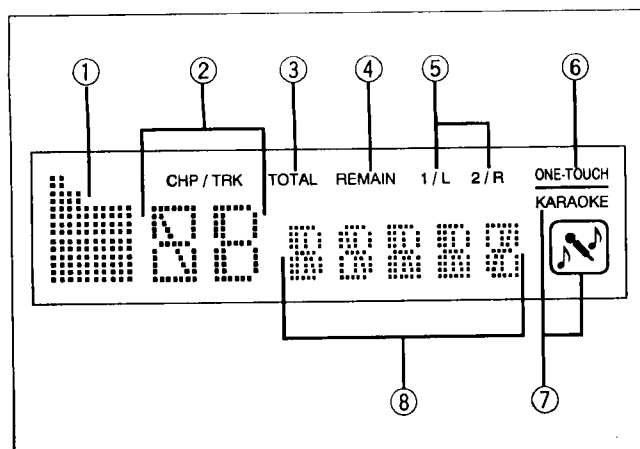 ① ② ③ ④ ⑤ ⑥
CHP / TRK TOTAL REMAIN 1 / L 2 / R ONE-TOUCH
KARAOKE
⑧ ⑦